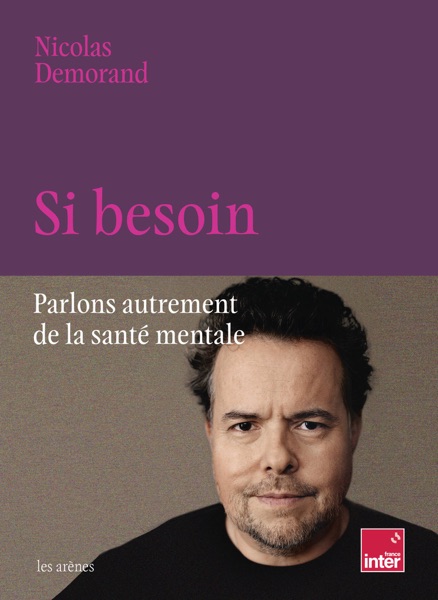 Nicolas
Demorand
Si besoin
Parlons autrement
de la santé mentale
les arènes
france
inter